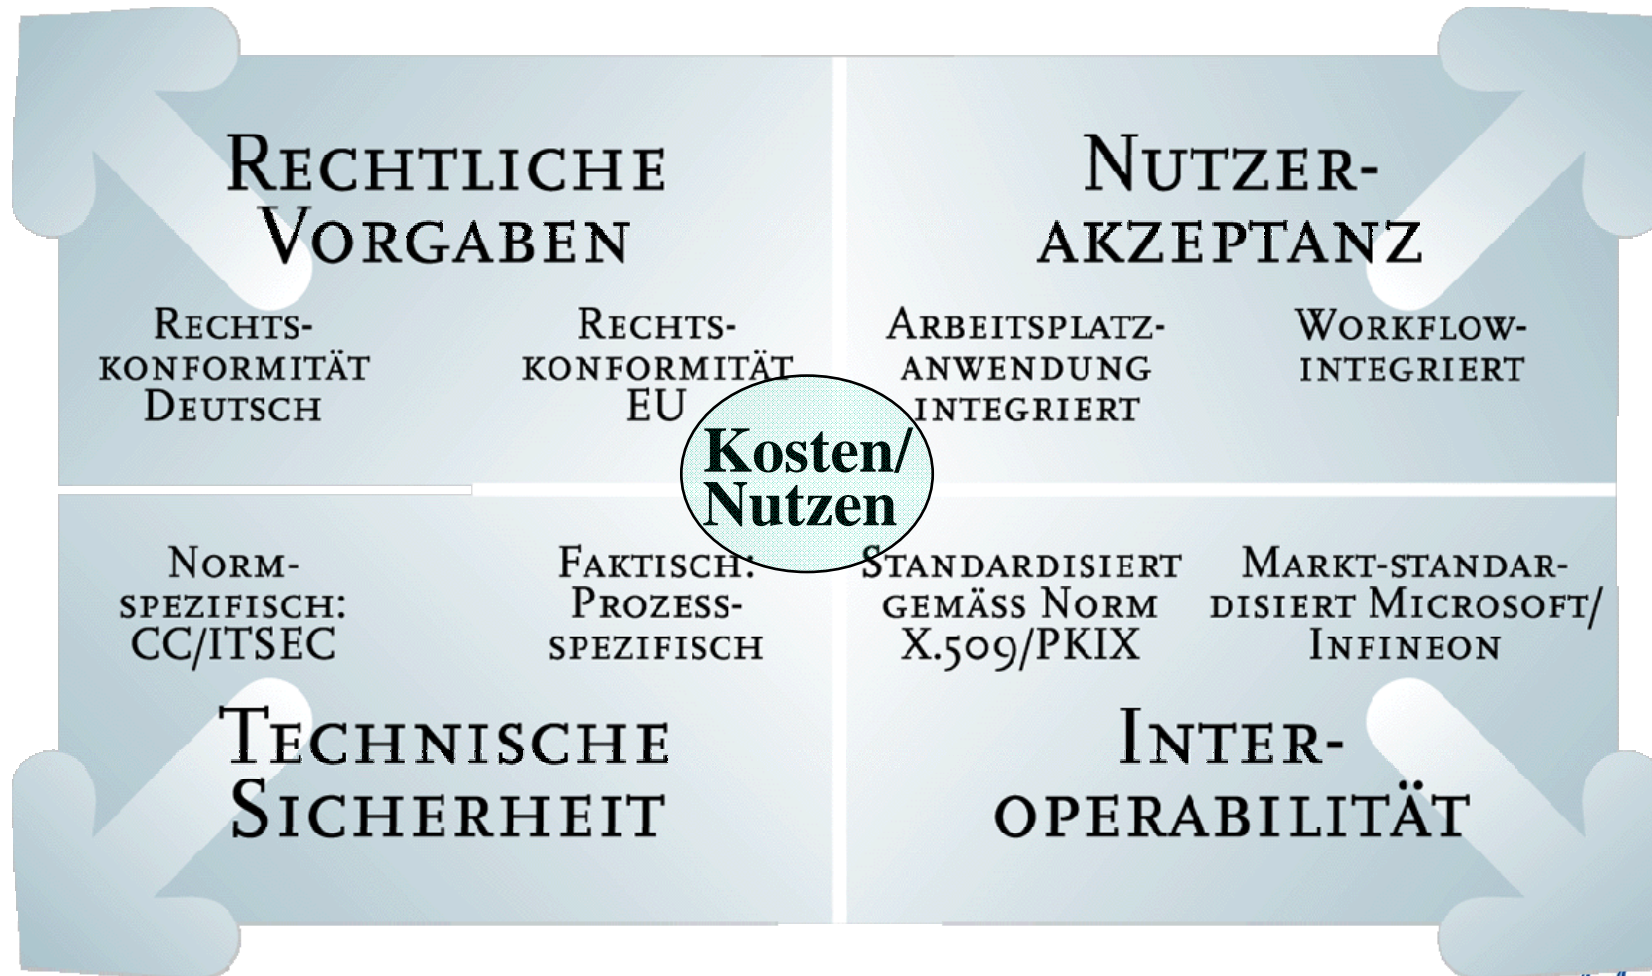 Rechtliche
Vorgaben
Rechts-
konformität
Deutsch
Rechts-
konformität
EU
Nutzer-
akzeptanz
Arbeitsplatz-
anwendung
integriert
Workflow-
integriert
Kosten/
Nutzen
Norm-
spezifisch:
CC/ITSEC
Faktisch:
Prozess-
spezifisch
Technische
Sicherheit
Standardisiert
gemäss Norm
X.509/PKIX
Markt-standar-
disiert Microsoft/
Infineon
Inter-
operabilität